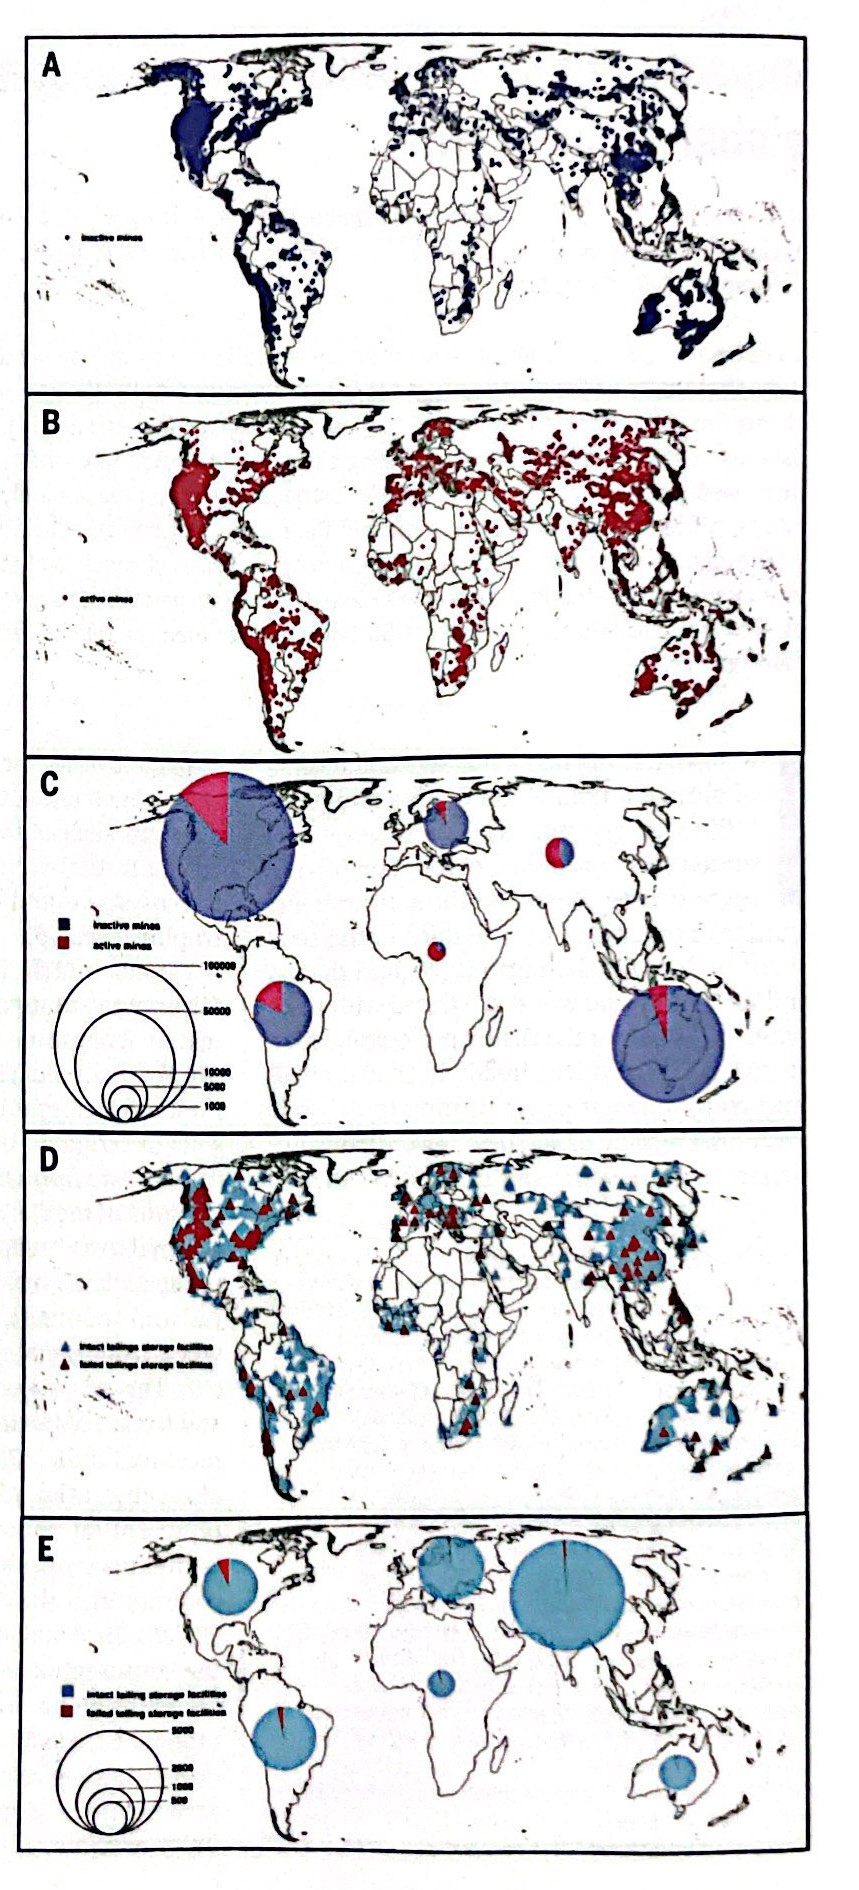 A
inactive mines
B
active mines
C
inactive mines
active mines
100000
50000
10000
5000
1000
D
intact tailings storage facilities
failed tailings storage facilities
E
intact tailing storage facilities
failed tailing storage facilities
5000
2000
1000
500